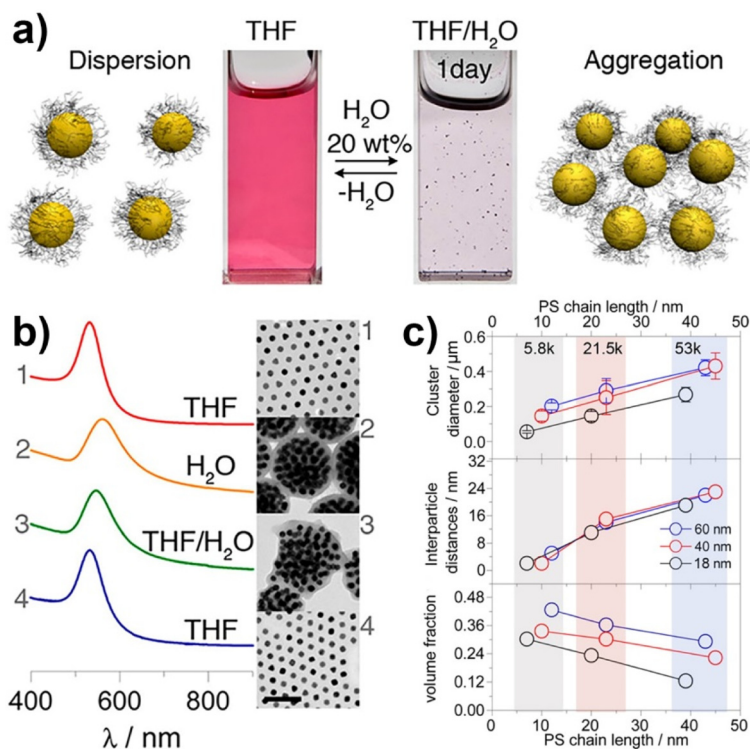 a)
THF
THF/H₂O
Dispersion
1day
Aggregation
H₂O
20 wt%
-H₂O
b)
1
THF
2
H₂O
3
THF/H₂O
4
THF
1
2
3
4
400 600 800
λ / nm
c)
PS chain length / nm
0 10 20 30 40 50
5.8k 21.5k 53k
Cluster
diameter / µm
0.6
0.4
0.2
0.0
Interparticle
distances / nm
32
24
16
8
0
60 nm
40 nm
18 nm
volume fraction
0.48
0.36
0.24
0.12
0.00
0 10 20 30 40 50
PS chain length / nm